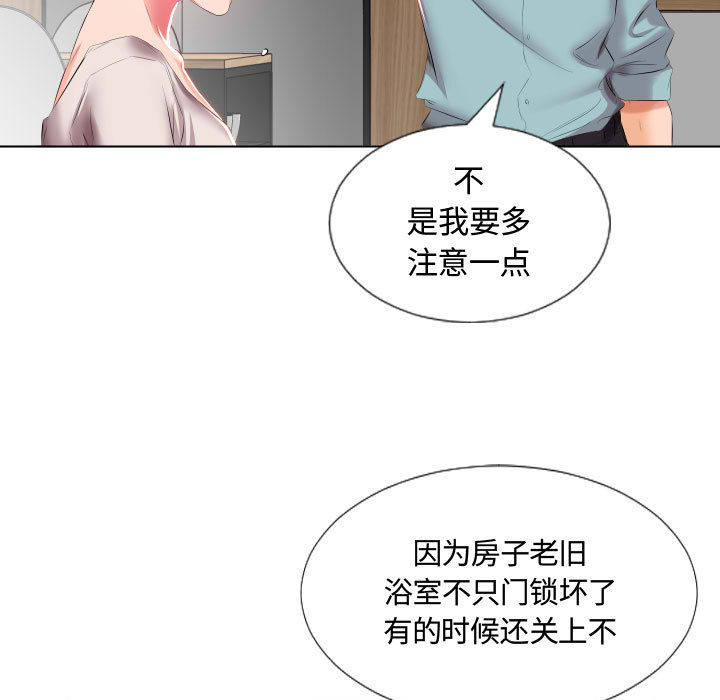 不
是我要多
注意一点
因为房子老旧
浴室不只门锁坏了
有的时候还关上不